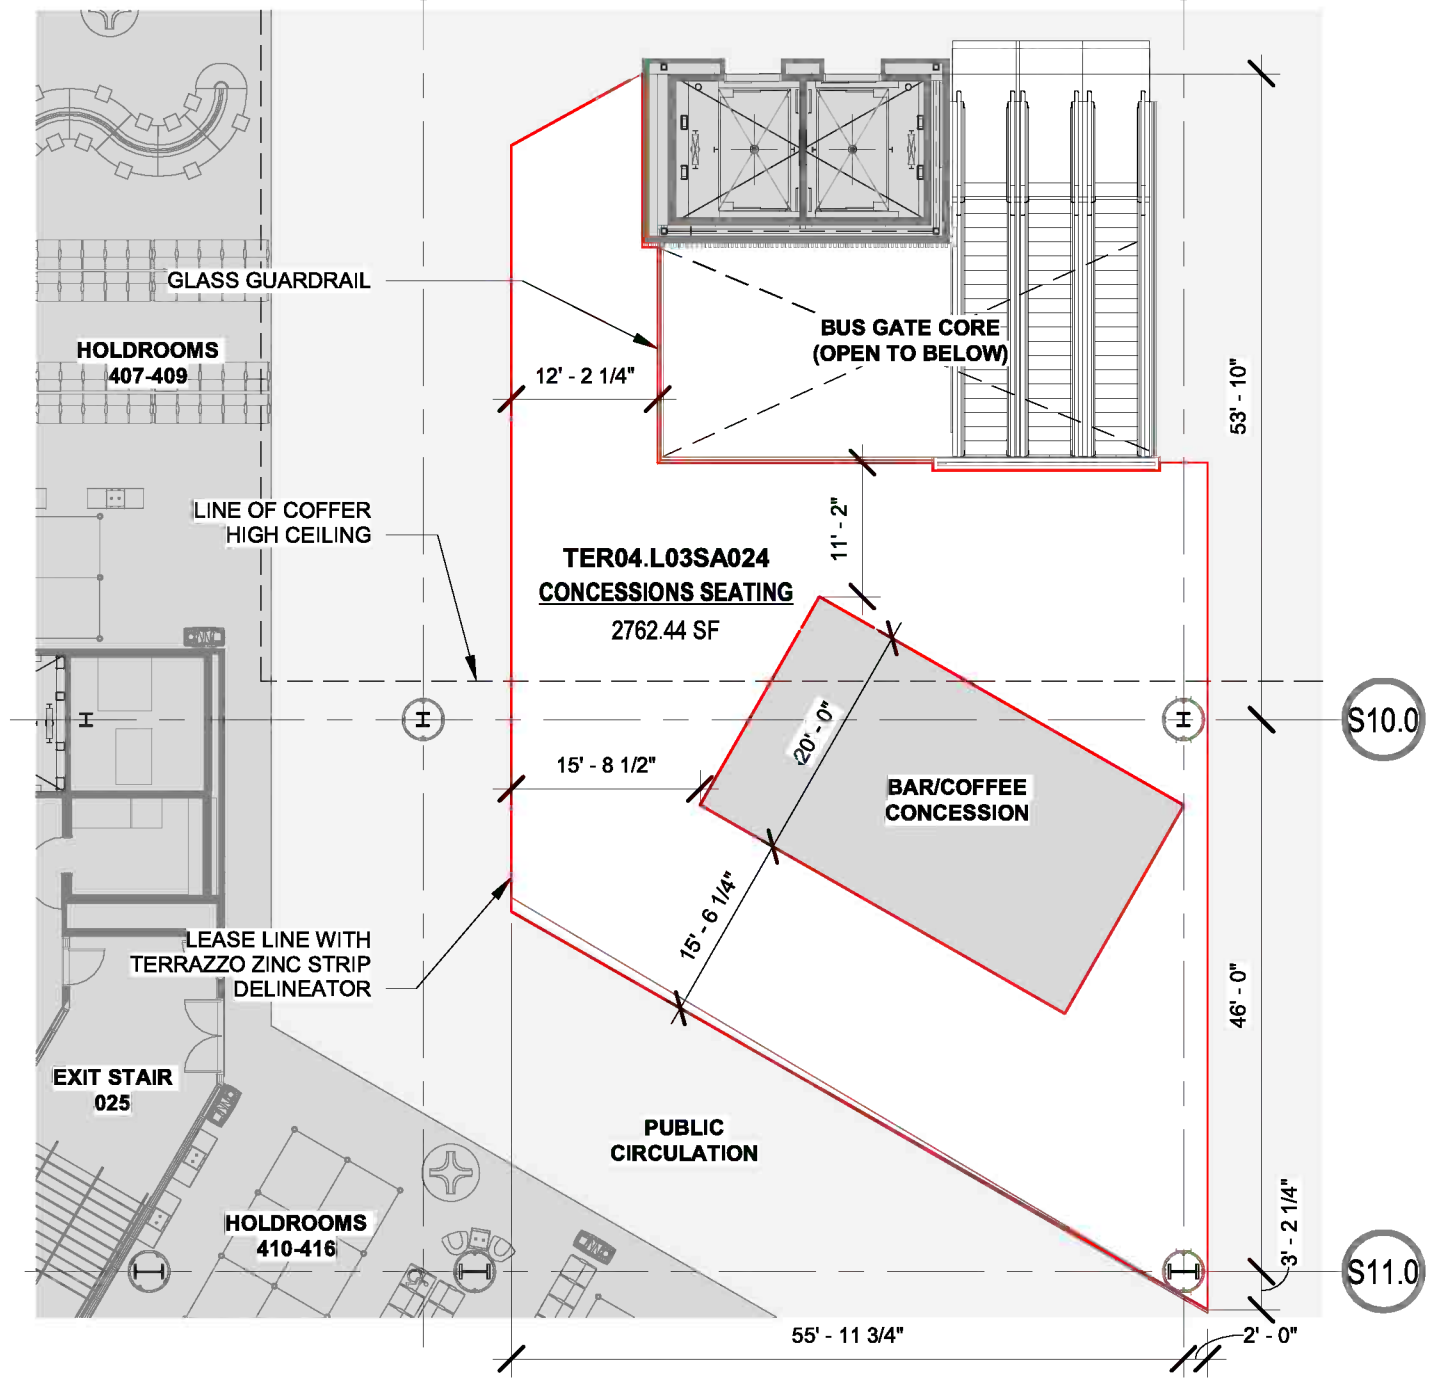 GLASS GUARDRAIL
HOLDROOMS
407-409
12' - 2 1/4"
BUS GATE CORE
(OPEN TO BELOW)
53' - 10"
LINE OF COFFER
HIGH CEILING
11' - 2"
TER04.L03SA024
CONCESSIONS SEATING
2762.44 SF
20' - 0"
S10.0
15' - 8 1/2"
BAR/COFFEE
CONCESSION
15' - 6 1/4"
LEASE LINE WITH
TERRAZZO ZINC STRIP
DELINEATOR
46' - 0"
EXIT STAIR
025
PUBLIC
CIRCULATION
HOLDROOMS
410-416
3' - 2 1/4"
S11.0
55' - 11 3/4"
2' - 0"